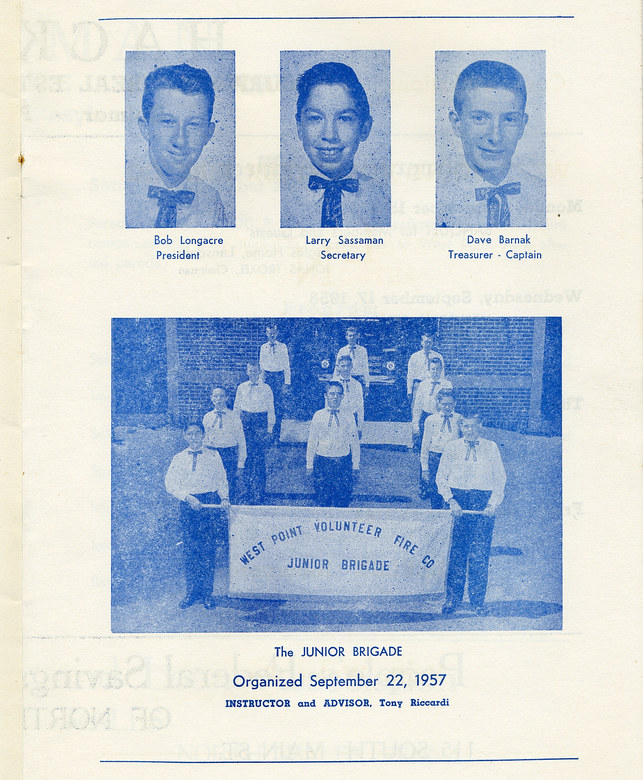 Bob Longacre
President
Larry Sassaman
Secretary
Dave Barnak
Treasurer - Captain
WEST POINT VOLUNTEER FIRE CO
JUNIOR BRIGADE
The JUNIOR BRIGADE
Organized September 22, 1957
INSTRUCTOR and ADVISOR, Tony Riccardi